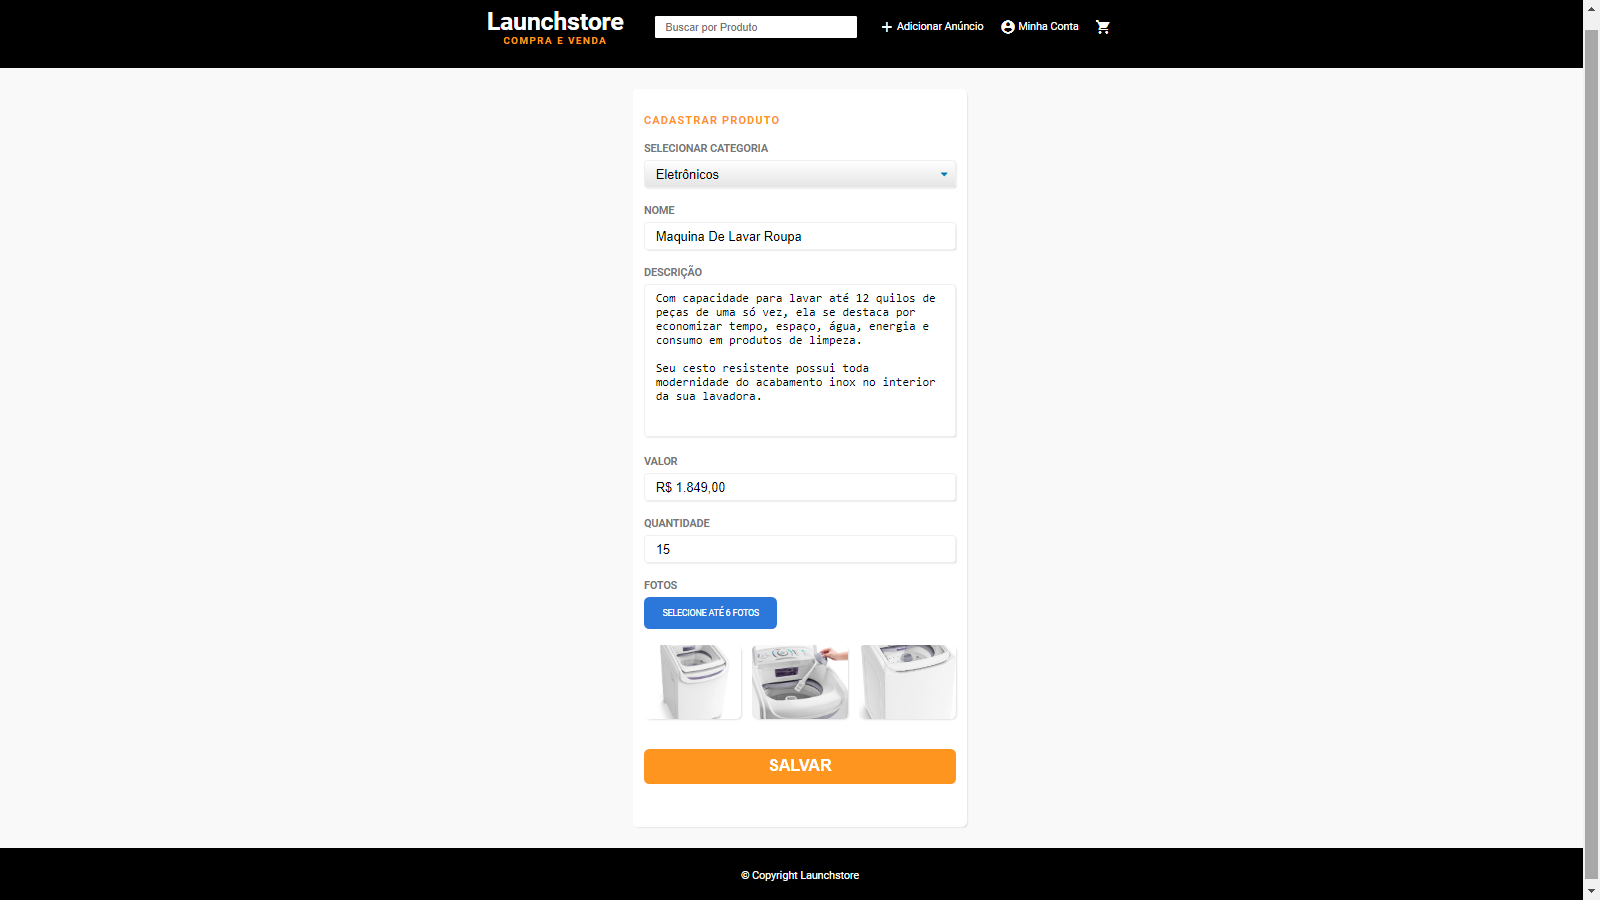 Launchstore
COMPRA E VENDA
Buscar por Produto
Adicionar Anúncio
Minha Conta
CADASTRAR PRODUTO
SELECIONAR CATEGORIA
Eletrônicos
NOME
Maquina De Lavar Roupa
DESCRIÇÃO
Com capacidade para lavar até 12 quilos de
peças de uma só vez, ela se destaca por
economizar tempo, espaço, água, energia e
consumo em produtos de limpeza.
Seu cesto resistente possui toda
modernidade do acabamento inox no interior
da sua lavadora.
VALOR
R$ 1.849,00
QUANTIDADE
15
FOTOS
SELECIONE ATÉ 6 FOTOS
SALVAR
© Copyright Launchstore